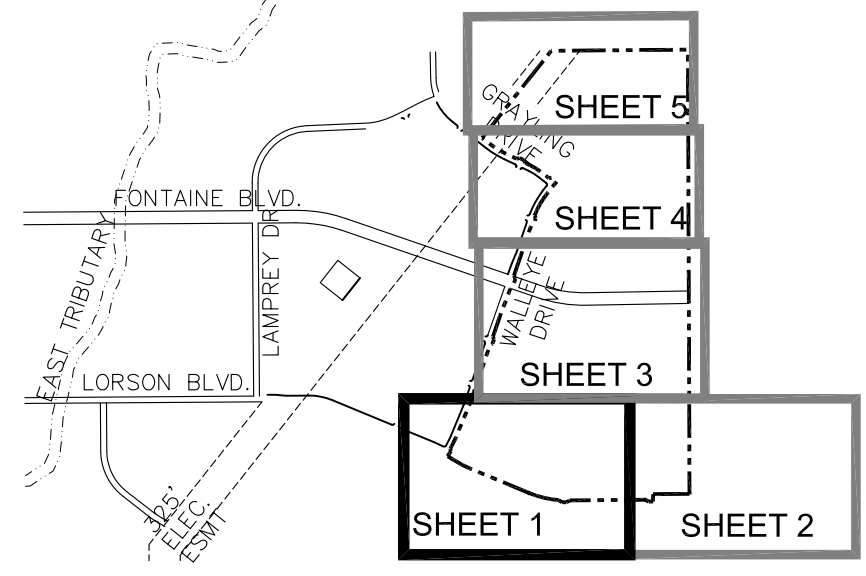 SHEET 5
GRAYLING
DRIVE
SHEET 4
FONTAINE BLVD.
LAMPREY DR
EAST TRIBUTARY
WALLEYE
DRIVE
SHEET 3
LORSON BLVD.
SHEET 1
SHEET 2
325'
ELEC.
ESMT